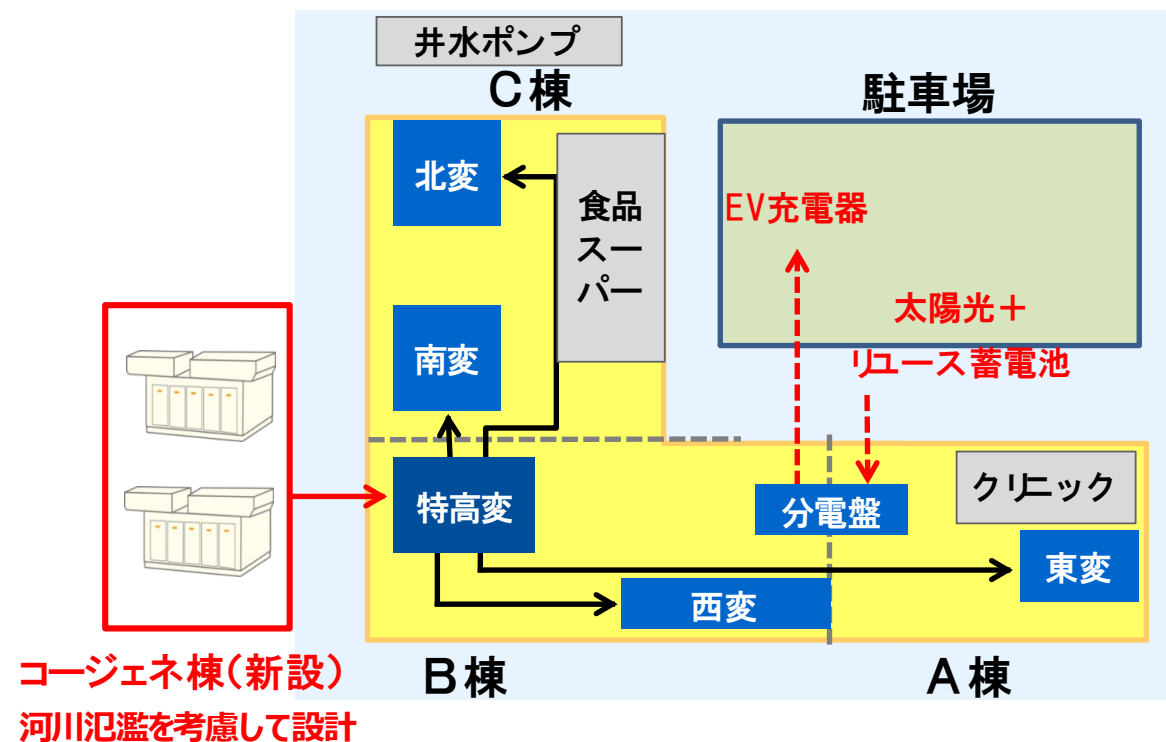 井水ポンプ
C棟
駐車場
北変
食品
スー
パー
EV充電器
太陽光＋
リユース蓄電池
南変
特高変
分電盤
クリニック
東変
西変
コージェネ棟（新設）
B棟
A棟
河川氾濫を考慮して設計